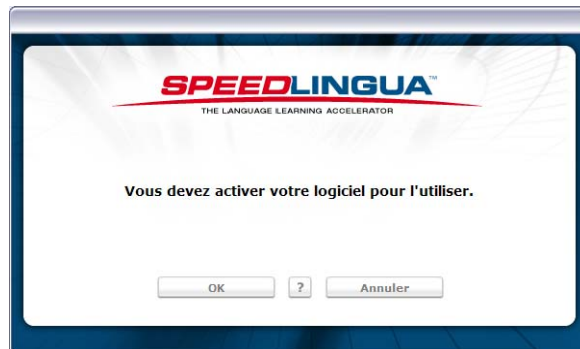 SPEEDLINGUA™
THE LANGUAGE LEARNING ACCELERATOR
Vous devez activer votre logiciel pour l'utiliser.
OK ? Annuler